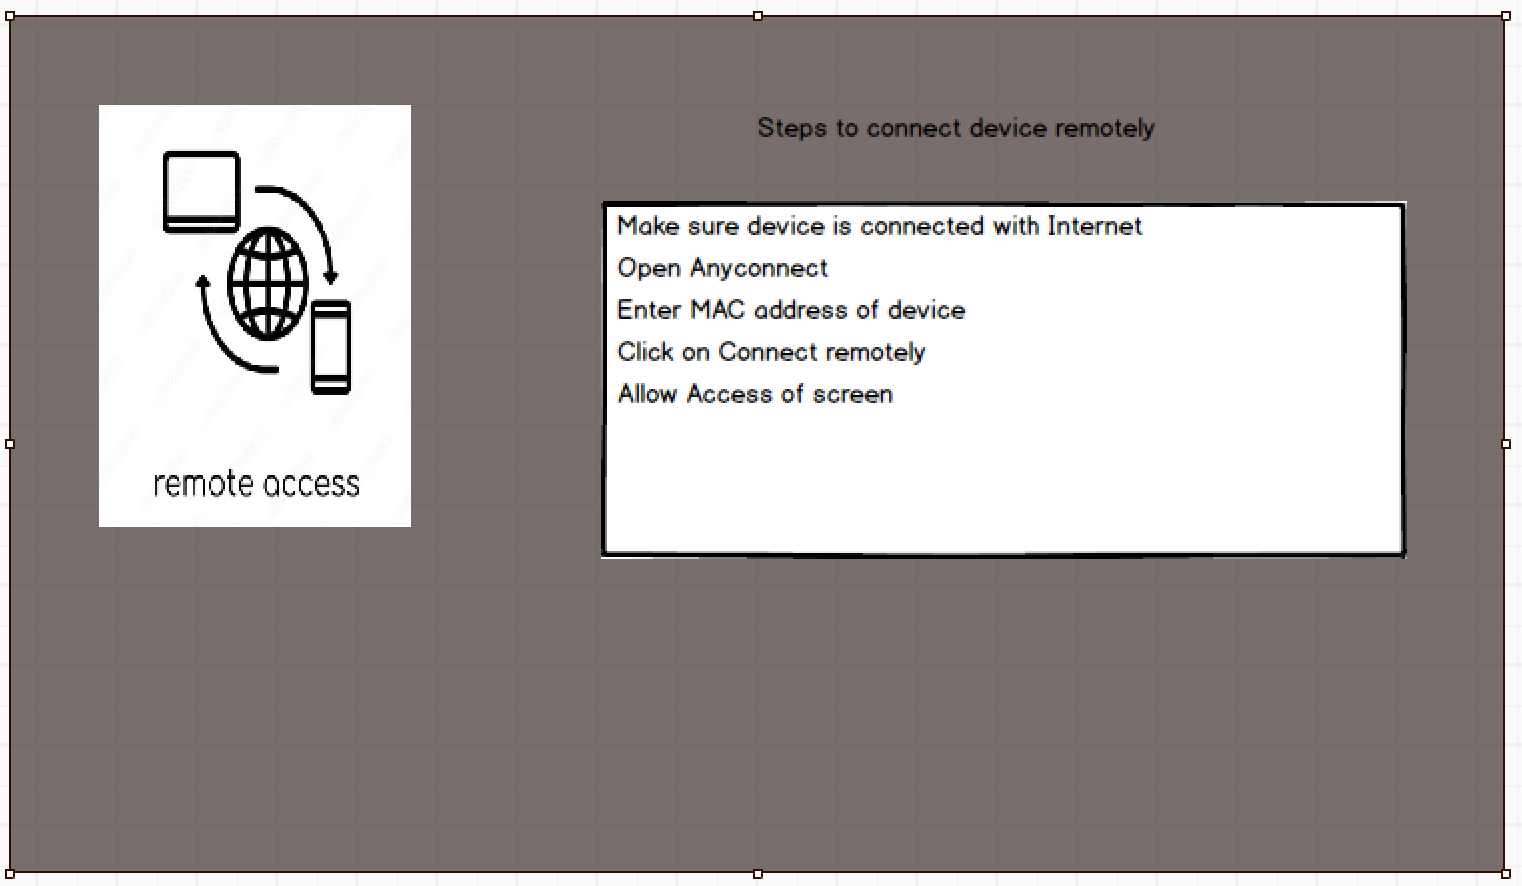 Steps to connect device remotely
Make sure device is connected with Internet
Open Anyconnect
Enter MAC address of device
Click on Connect remotely
Allow Access of screen
remote access